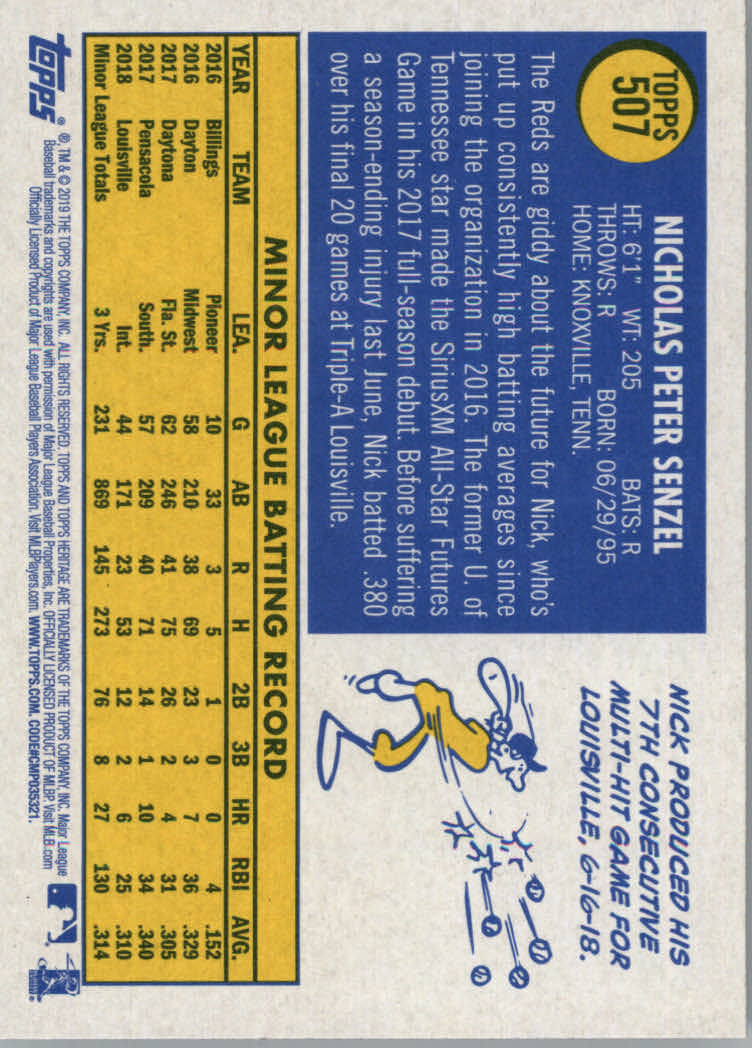 TOPPS
507
NICHOLAS PETER SENZEL
HT: 6'1" WT: 205 BATS: R
THROWS: R BORN: 06/29/95
HOME: KNOXVILLE, TENN.
The Reds are giddy about the future for Nick, who's
put up consistently high batting averages since
joining the organization in 2016. The former U. of
Tennessee star made the SiriusXM All-Star Futures
Game in his 2017 full-season debut. Before suffering
a season-ending injury last June, Nick batted .380
over his final 20 games at Triple-A Louisville.
NICK PRODUCED HIS
7TH CONSECUTIVE
MULTI-HIT GAME FOR
LOUISVILLE, 6-16-18.
MINOR LEAGUE BATTING RECORD
YEAR TEAM LEA. G AB R H 2B 3B HR RBI AVG.
2016 Billings Pioneer 10 33 3 5 1 0 0 4 .152
2016 Dayton Midwest 58 210 38 69 23 3 7 36 .329
2017 Daytona Fla. St. 62 246 41 75 26 2 4 31 .305
2017 Pensacola South. 57 209 40 71 14 1 10 34 .340
2018 Louisville Int. 44 171 23 53 12 2 6 25 .310
Minor League Totals 3 Yrs. 231 869 145 273 76 8 27 130 .314
topps
®, TM & © 2019 THE TOPPS COMPANY, INC. ALL RIGHTS RESERVED. TOPPS AND TOPPS HERITAGE ARE TRADEMARKS OF THE TOPPS COMPANY, INC. Major League
Baseball trademarks and copyrights are used with permission of Major League Baseball Properties, Inc. OFFICIALLY LICENSED PRODUCT OF MLBP. Visit MLB.com
Officially Licensed Product of Major League Baseball Players Association. Visit MLBPlayers.com. WWW.TOPPS.COM. CODE#CMP035321.